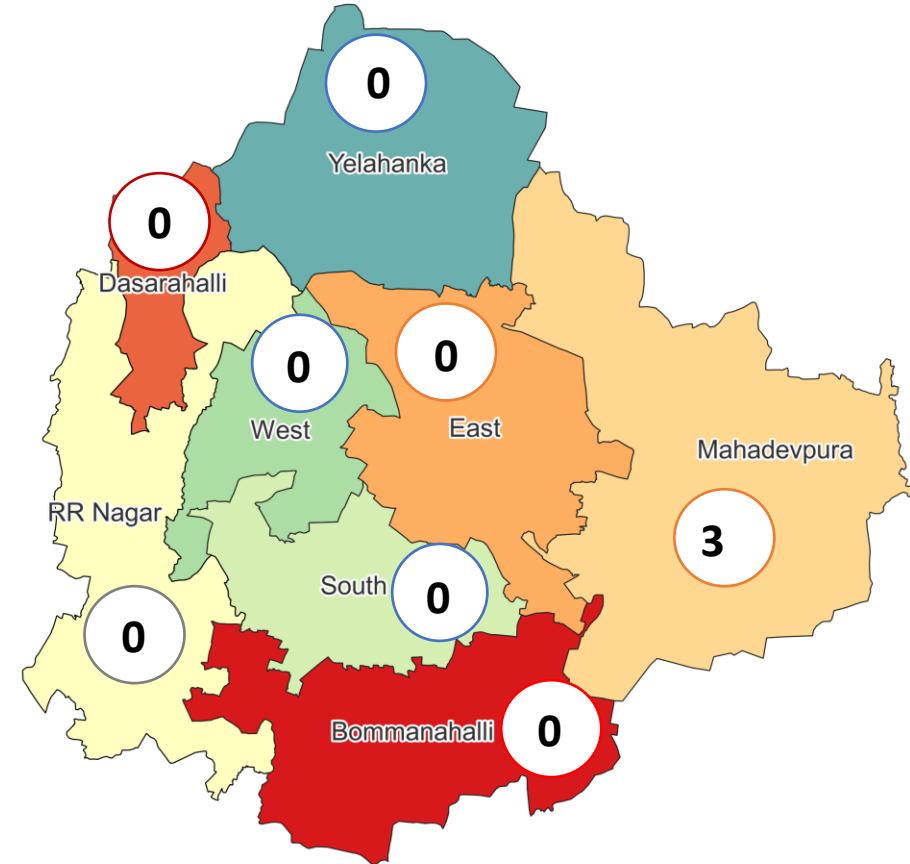 0
Yelahanka
0
Dasarahalli
0
West
0
East
Mahadevpura
3
RR Nagar
0
South
0
Bommanahalli
0